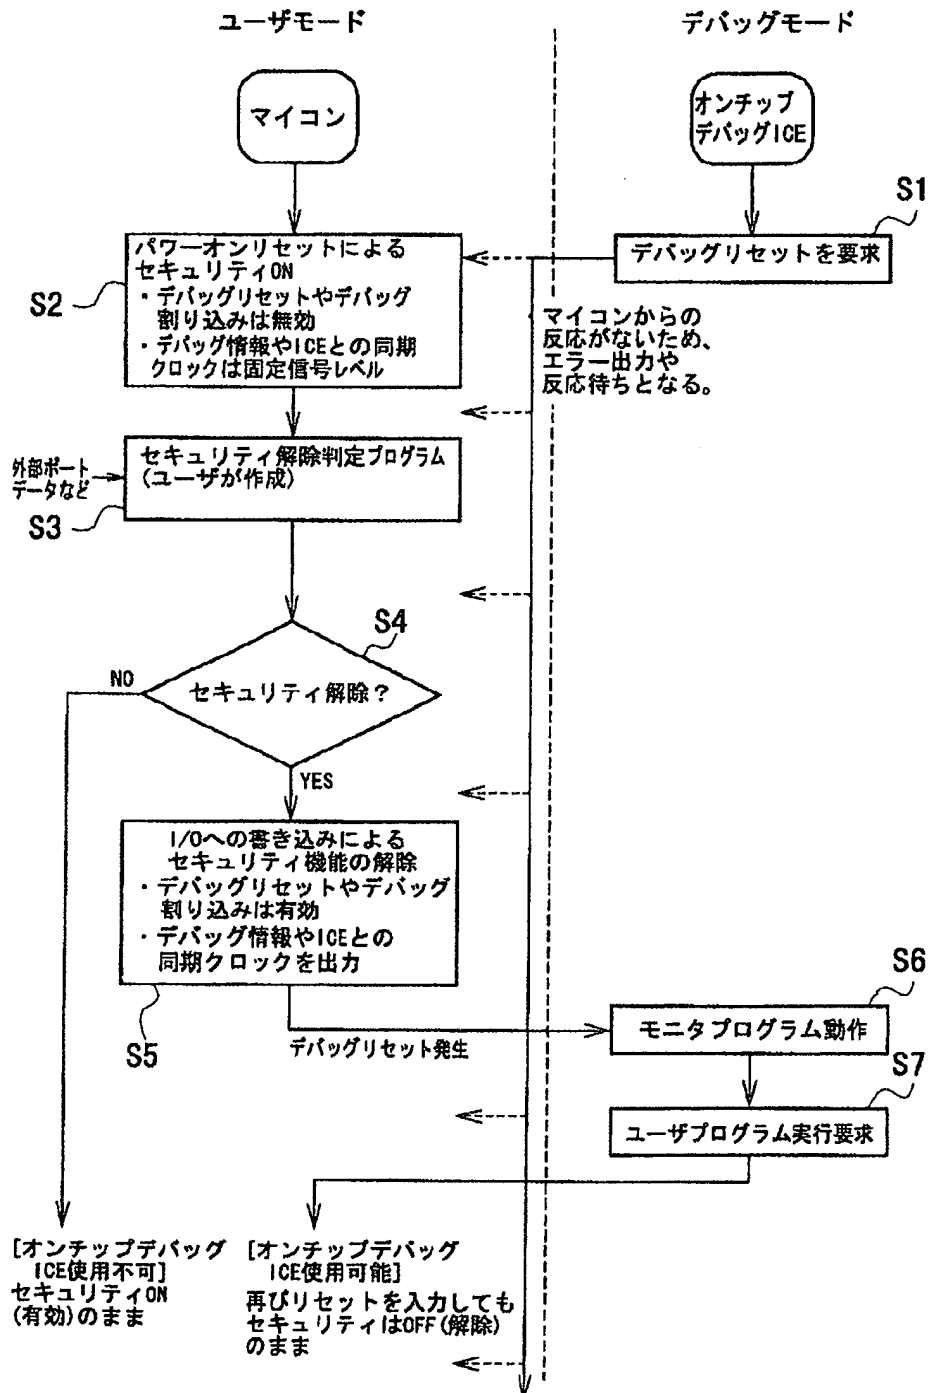 ユーザモード
デバッグモード
マイコン
オンチップ
デバッグICE
S1
デバッグリセットを要求
S2
パワーオンリセットによる
セキュリティON
・デバッグリセットやデバッグ
割り込みは無効
・デバッグ情報やICEとの同期
クロックは固定信号レベル
マイコンからの
反応がないため、
エラー出力や
反応待ちとなる。
外部ポート
データなど
S3
セキュリティ解除判定プログラム
(ユーザが作成)
S4
セキュリティ解除?
NO
YES
I/Oへの書き込みによる
セキュリティ機能の解除
・デバッグリセットやデバッグ
割り込みは有効
・デバッグ情報やICEとの
同期クロックを出力
S5
デバッグリセット発生
S6
モニタプログラム動作
S7
ユーザプログラム実行要求
[オンチップデバッグ
ICE使用不可]
セキュリティON
(有効)のまま
[オンチップデバッグ
ICE使用可能]
再びリセットを入力しても
セキュリティはOFF(解除)
のまま